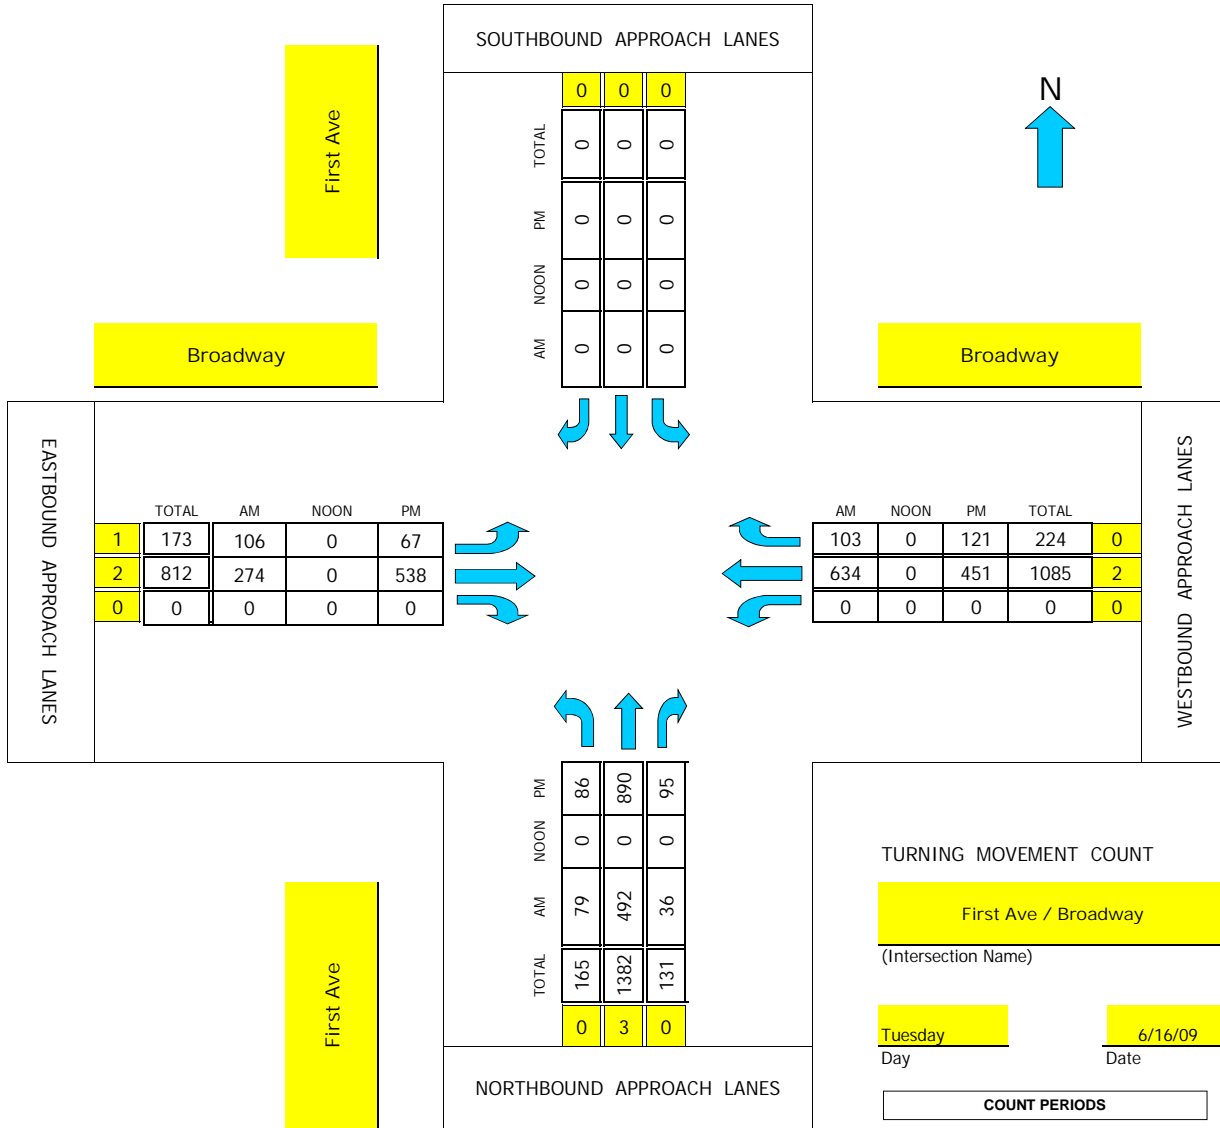 SOUTHBOUND APPROACH LANES
0 0 0
TOTAL 0 0 0
PM 0 0 0
NOON 0 0 0
AM 0 0 0
First Ave
N
Broadway
Broadway
EASTBOUND APPROACH LANES
TOTAL AM NOON PM
1 173 106 0 67
2 812 274 0 538
0 0 0 0 0
AM NOON PM TOTAL
103 0 121 224 0
634 0 451 1085 2
0 0 0 0 0
WESTBOUND APPROACH LANES
PM 86 890 95
NOON 0 0 0
AM 79 492 36
TOTAL 165 1382 131
0 3 0
NORTHBOUND APPROACH LANES
First Ave
TURNING MOVEMENT COUNT
First Ave / Broadway
(Intersection Name)
Tuesday 6/16/09
Day Date
COUNT PERIODS